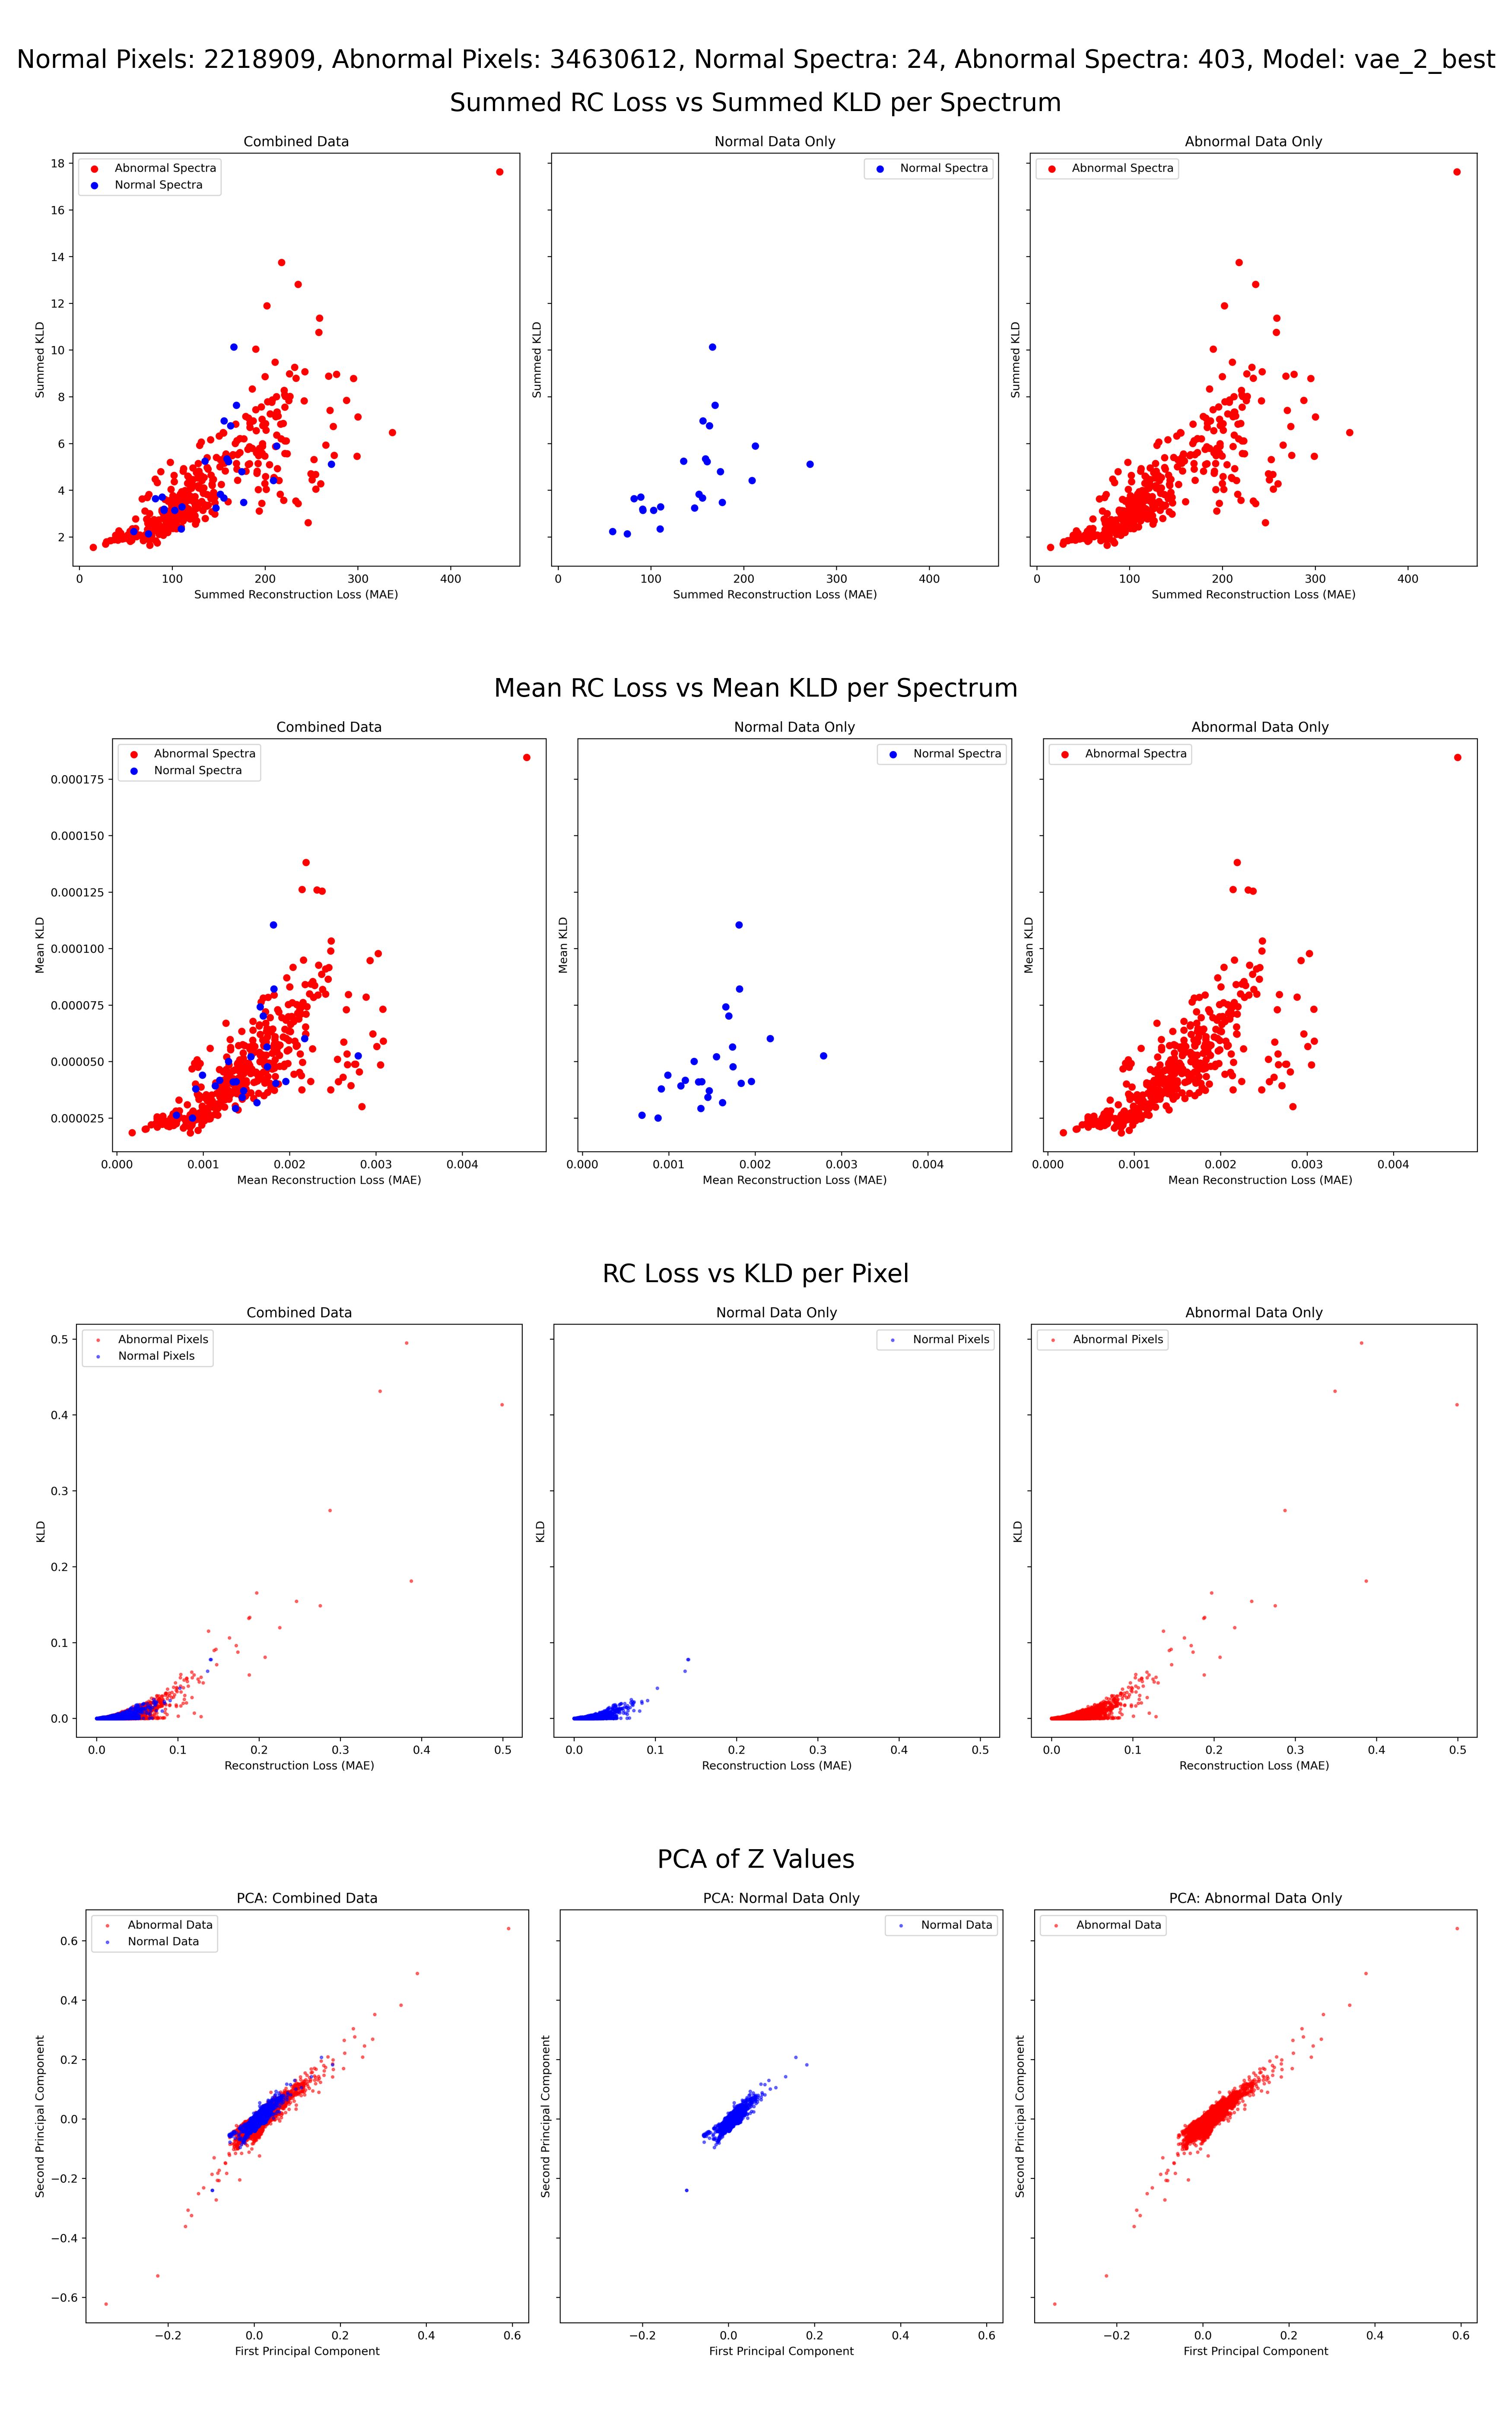 Normal Pixels: 2218909, Abnormal Pixels: 34630612, Normal Spectra: 24, Abnormal Spectra: 403, Model: vae_2_best
Summed RC Loss vs Summed KLD per Spectrum
Combined Data
Normal Data Only
Abnormal Data Only
Abnormal Spectra
Normal Spectra
Normal Spectra
Abnormal Spectra
Summed KLD
18
16
14
12
10
8
6
4
2
Summed KLD
Summed KLD
0 100 200 300 400
0 100 200 300 400
0 100 200 300 400
Summed Reconstruction Loss (MAE)
Summed Reconstruction Loss (MAE)
Summed Reconstruction Loss (MAE)
Mean RC Loss vs Mean KLD per Spectrum
Combined Data
Normal Data Only
Abnormal Data Only
Abnormal Spectra
Normal Spectra
Normal Spectra
Abnormal Spectra
Mean KLD
0.000175
0.000150
0.000125
0.000100
0.000075
0.000050
0.000025
Mean KLD
Mean KLD
0.000 0.001 0.002 0.003 0.004
0.000 0.001 0.002 0.003 0.004
0.000 0.001 0.002 0.003 0.004
Mean Reconstruction Loss (MAE)
Mean Reconstruction Loss (MAE)
Mean Reconstruction Loss (MAE)
RC Loss vs KLD per Pixel
Combined Data
Normal Data Only
Abnormal Data Only
Abnormal Pixels
Normal Pixels
Normal Pixels
Abnormal Pixels
KLD
0.5
0.4
0.3
0.2
0.1
0.0
KLD
KLD
0.0 0.1 0.2 0.3 0.4 0.5
0.0 0.1 0.2 0.3 0.4 0.5
0.0 0.1 0.2 0.3 0.4 0.5
Reconstruction Loss (MAE)
Reconstruction Loss (MAE)
Reconstruction Loss (MAE)
PCA of Z Values
PCA: Combined Data
PCA: Normal Data Only
PCA: Abnormal Data Only
Abnormal Data
Normal Data
Normal Data
Abnormal Data
Second Principal Component
0.6
0.4
0.2
0.0
−0.2
−0.4
−0.6
Second Principal Component
Second Principal Component
−0.2 0.0 0.2 0.4 0.6
−0.2 0.0 0.2 0.4 0.6
−0.2 0.0 0.2 0.4 0.6
First Principal Component
First Principal Component
First Principal Component